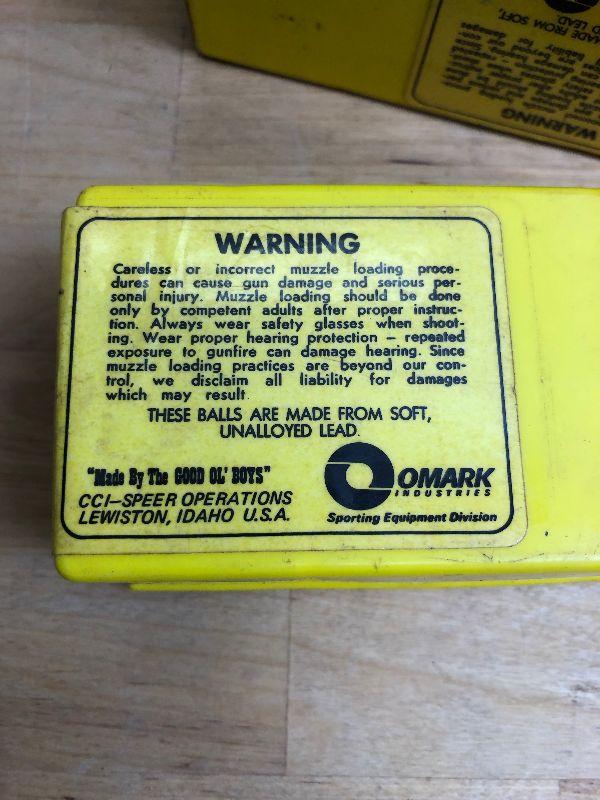 WARNING
Careless or incorrect muzzle loading proce-
dures can cause gun damage and serious per-
sonal injury. Muzzle loading should be done
only by competent adults after proper instruc-
tion. Always wear safety glasses when shoot-
ing. Wear proper hearing protection — repeated
exposure to gunfire can damage hearing. Since
muzzle loading practices are beyond our con-
trol, we disclaim all liability for damages
which may result.
THESE BALLS ARE MADE FROM SOFT,
UNALLOYED LEAD.
"Made By The GOOD OL' BOYS"
CCI–SPEER OPERATIONS
LEWISTON, IDAHO U.S.A.
OMARK
INDUSTRIES
Sporting Equipment Division
WARNING
MADE FROM SOFT,
LEAD.